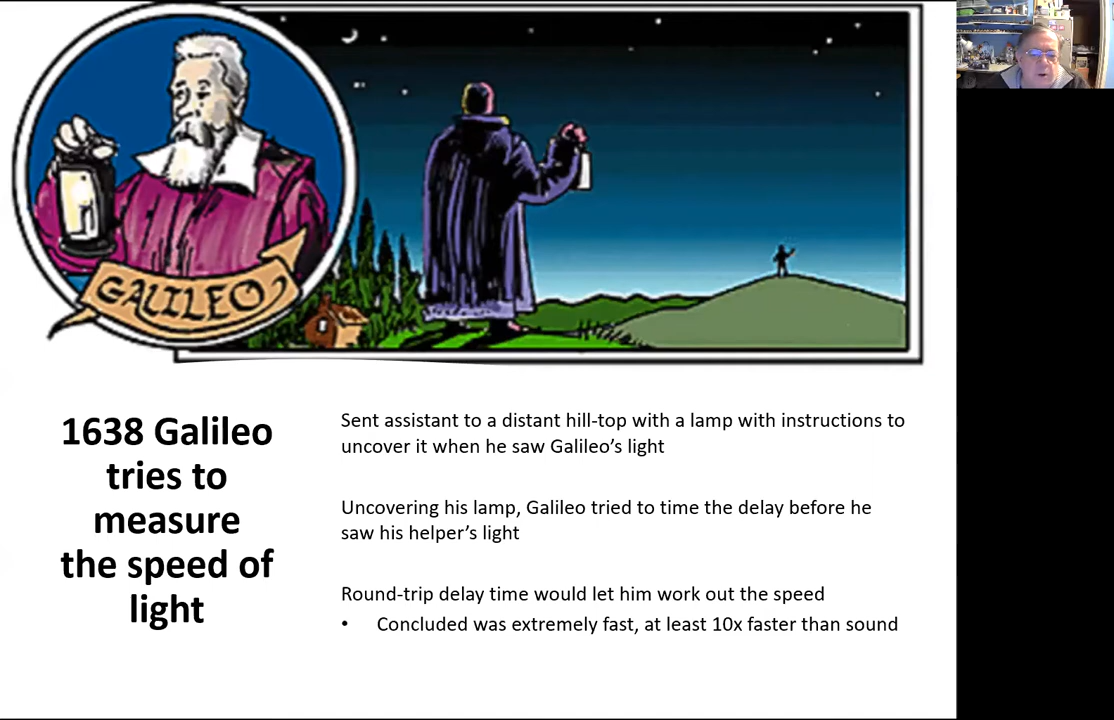 GALILEO
1638 Galileo
tries to
measure
the speed of
light
Sent assistant to a distant hill-top with a lamp with instructions to
uncover it when he saw Galileo’s light
Uncovering his lamp, Galileo tried to time the delay before he
saw his helper’s light
Round-trip delay time would let him work out the speed
• Concluded was extremely fast, at least 10x faster than sound